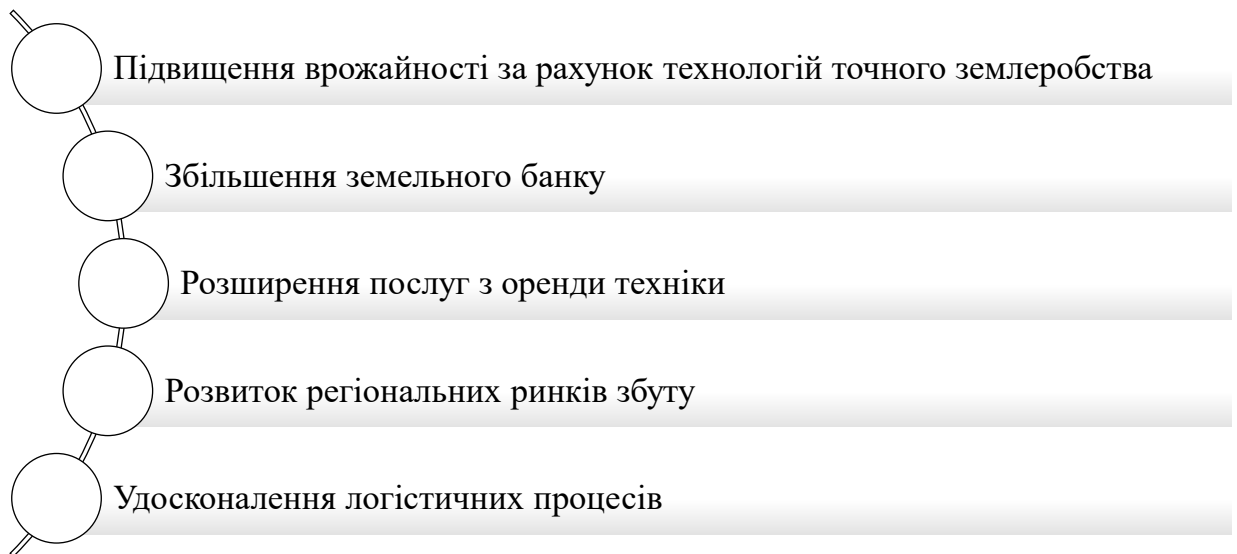 Підвищення врожайності за рахунок технологій точного землеробства
Збільшення земельного банку
Розширення послуг з оренди техніки
Розвиток регіональних ринків збуту
Удосконалення логістичних процесів